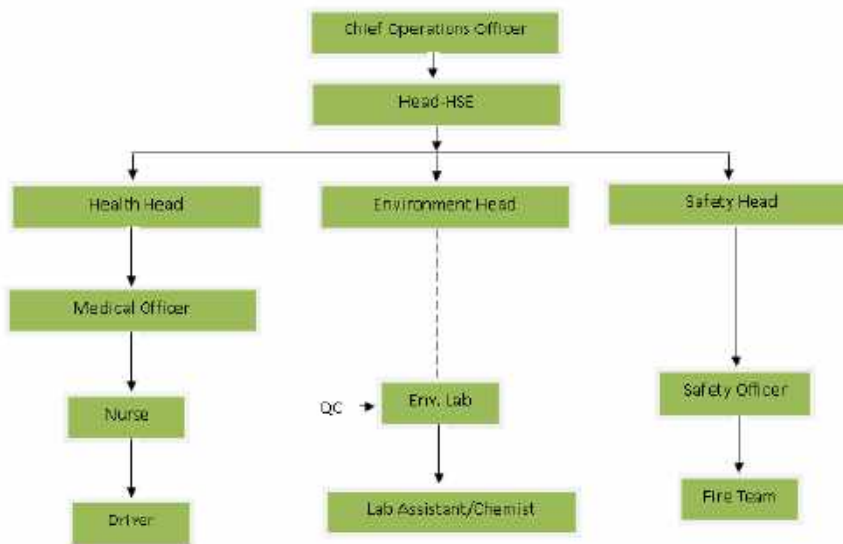 Chief Operations Officer
Head-HSE
Health Head
Environment Head
Safety Head
Medical Officer
Nurse
QC
Env. Lab
Safety Officer
Driver
Lab Assistant/Chemist
Fire Team